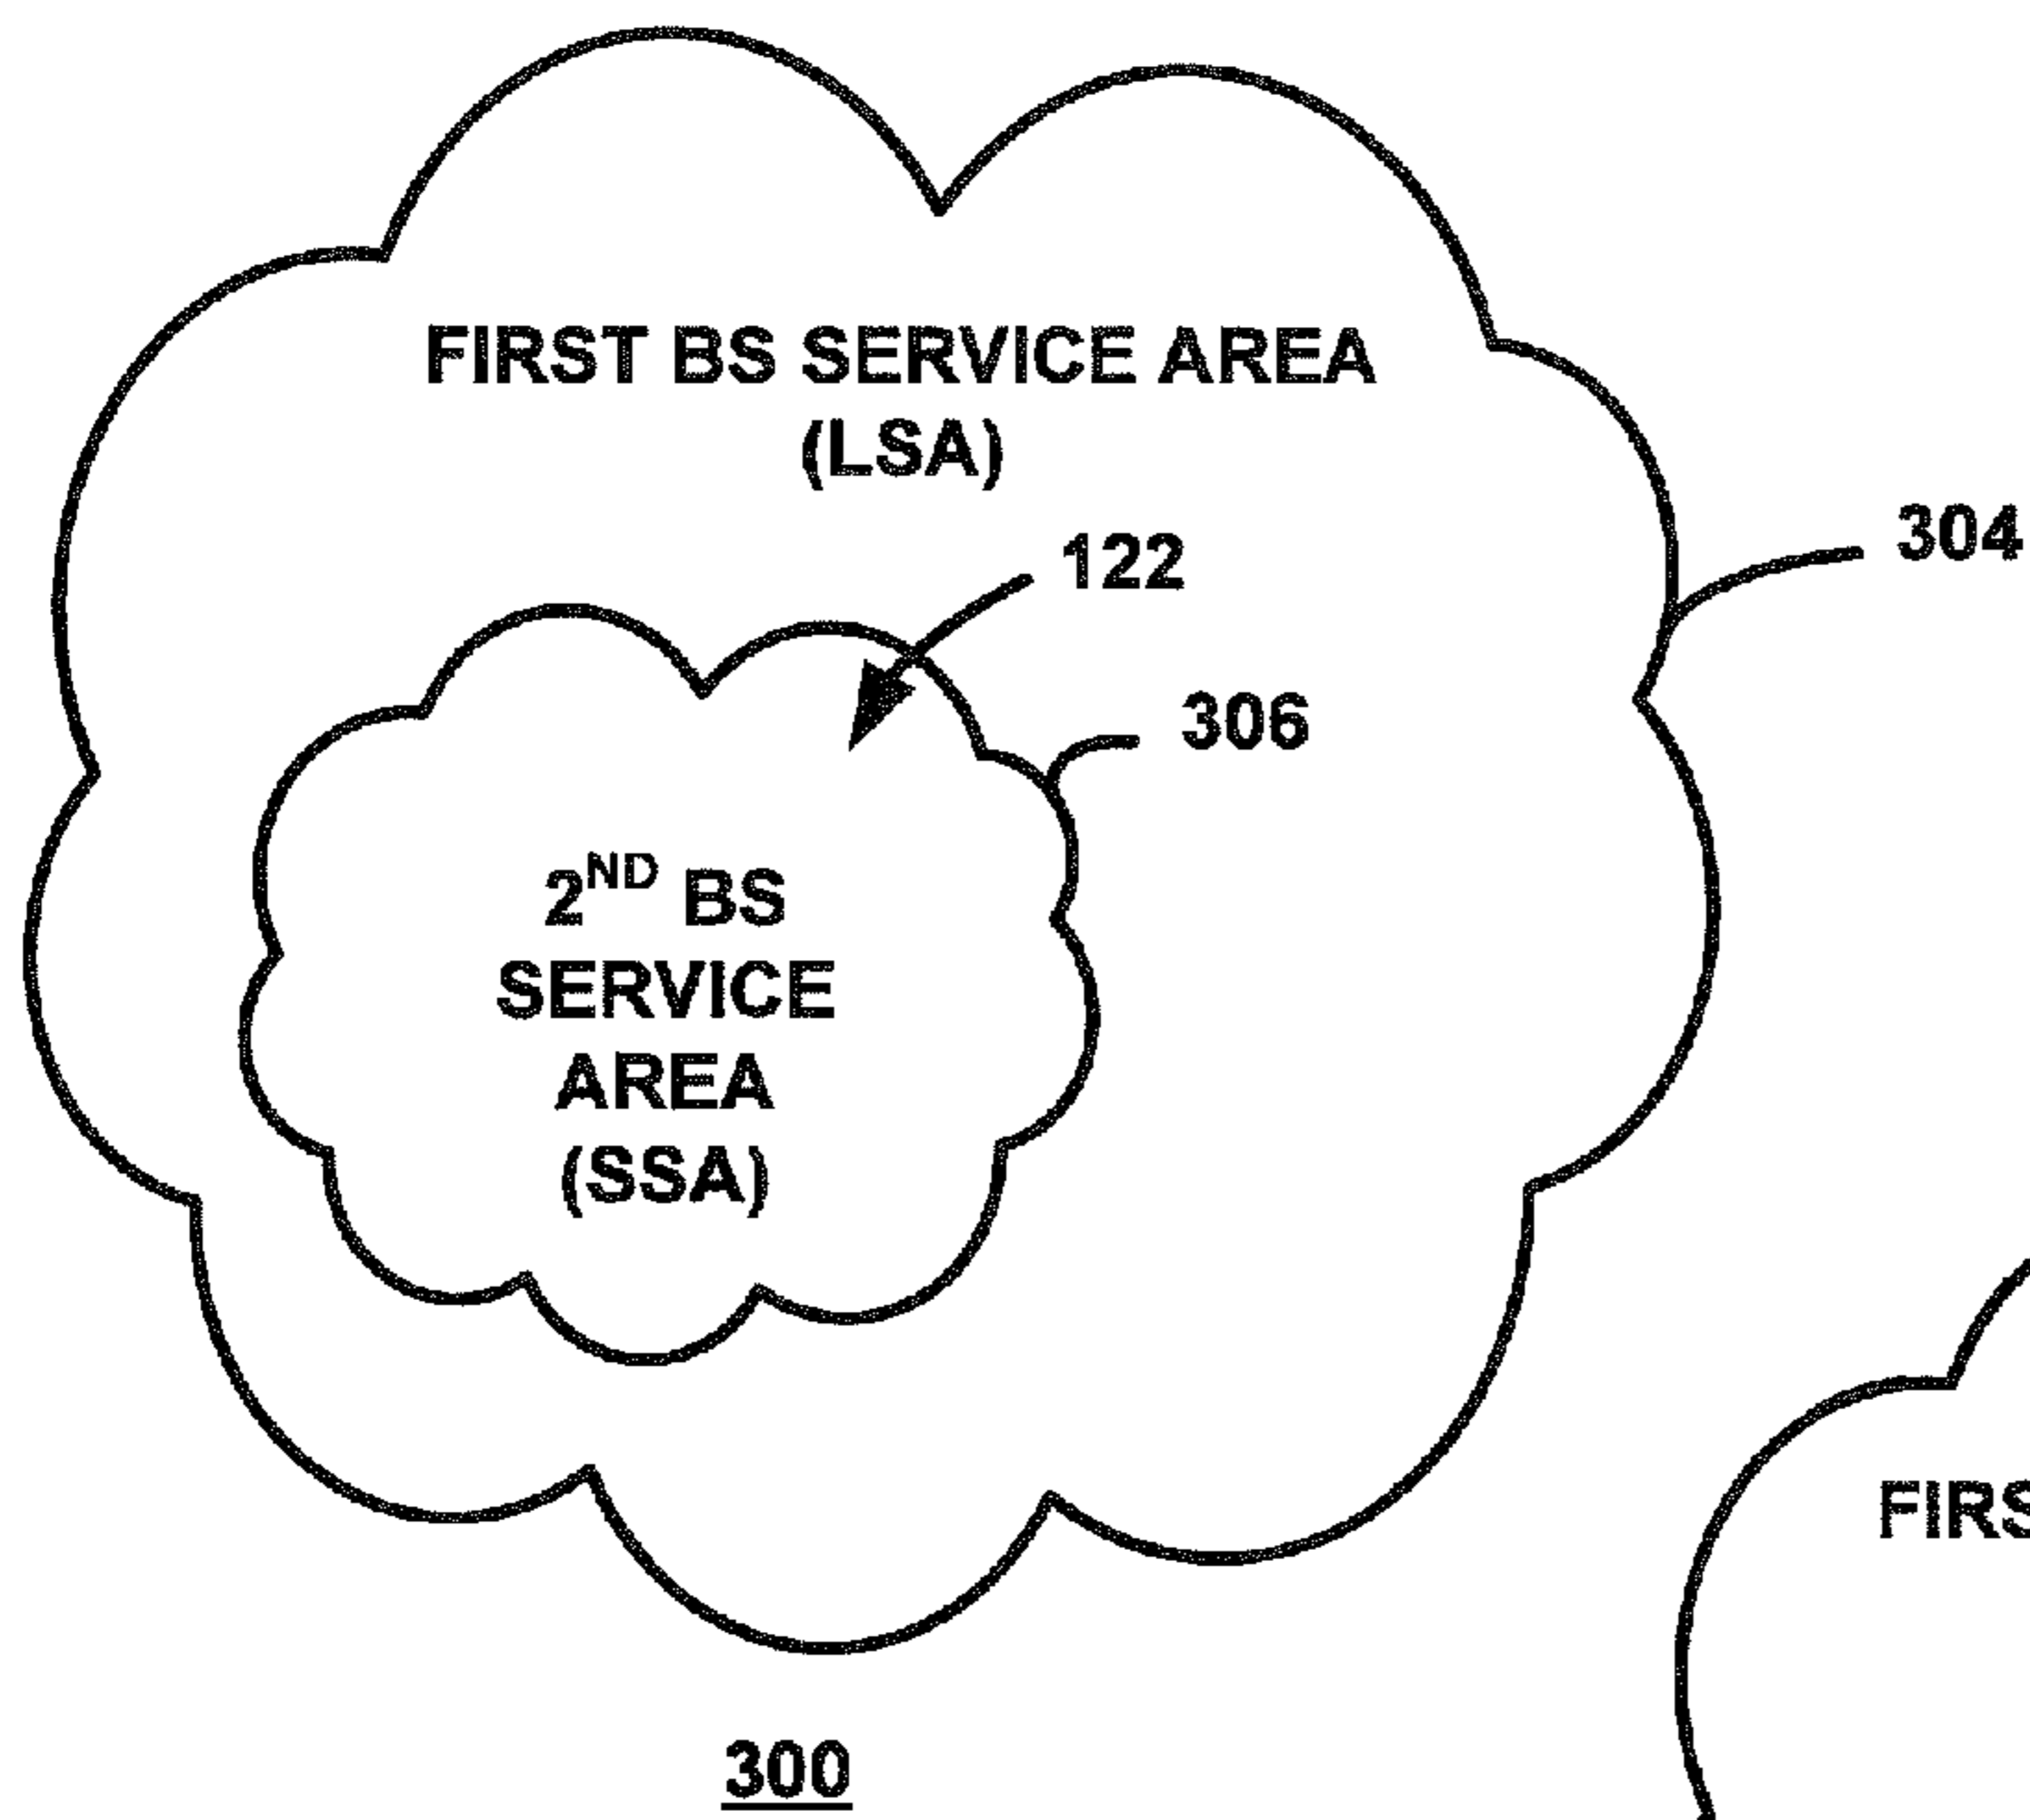 FIRST BS SERVICE AREA
(LSA)
122
304
306
2ND BS
SERVICE
AREA
(SSA)
FIRS
300